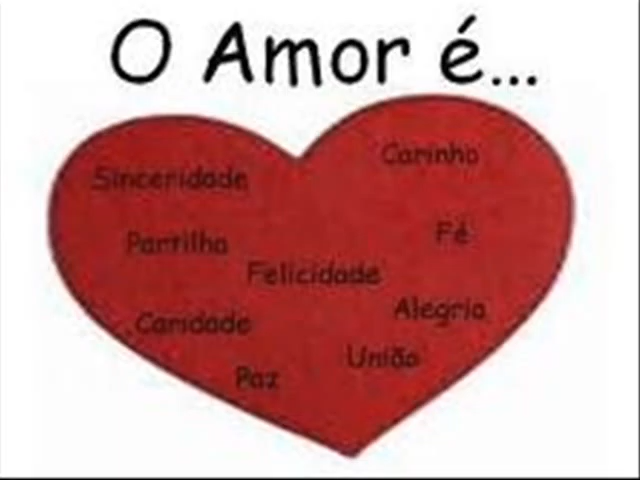 O Amor é...
Carinho
Sinceridade
Fé
Partilha
Felicidade
Alegria
Caridade
União
Paz